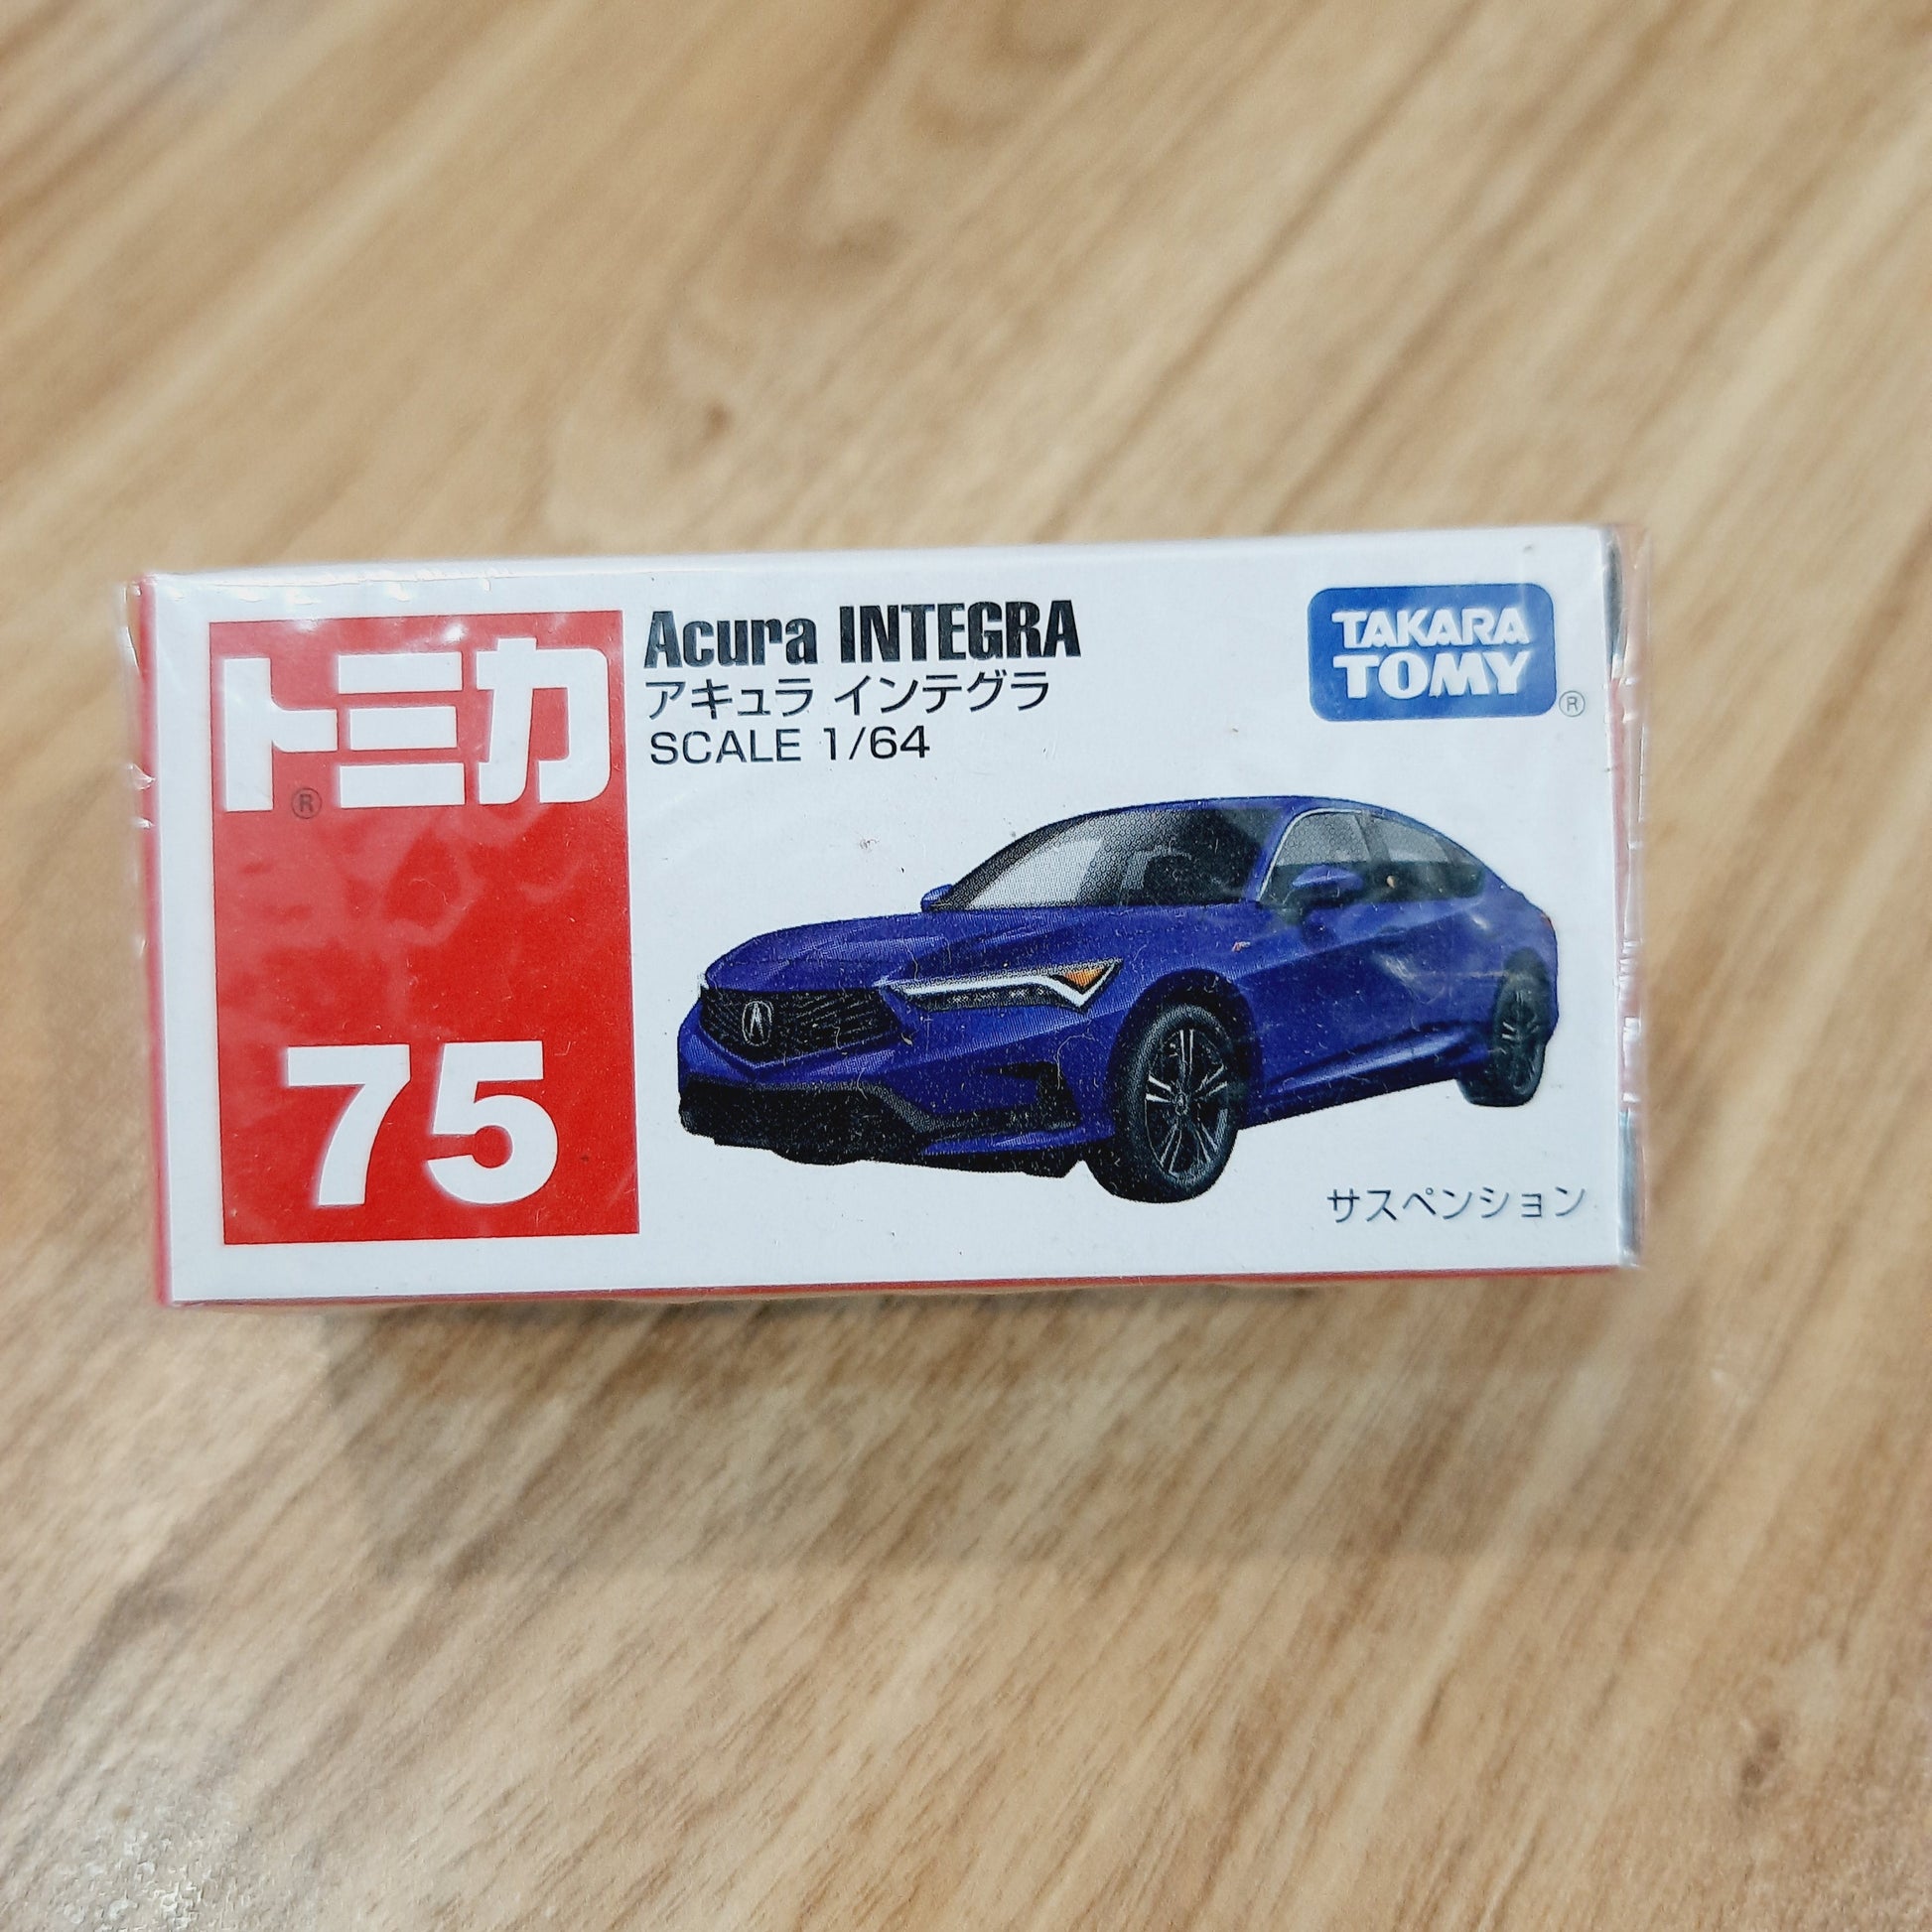 トミカ
®
75
Acura INTEGRA
アキュラ インテグラ
SCALE 1/64
TAKARA
TOMY
®
サスペンション